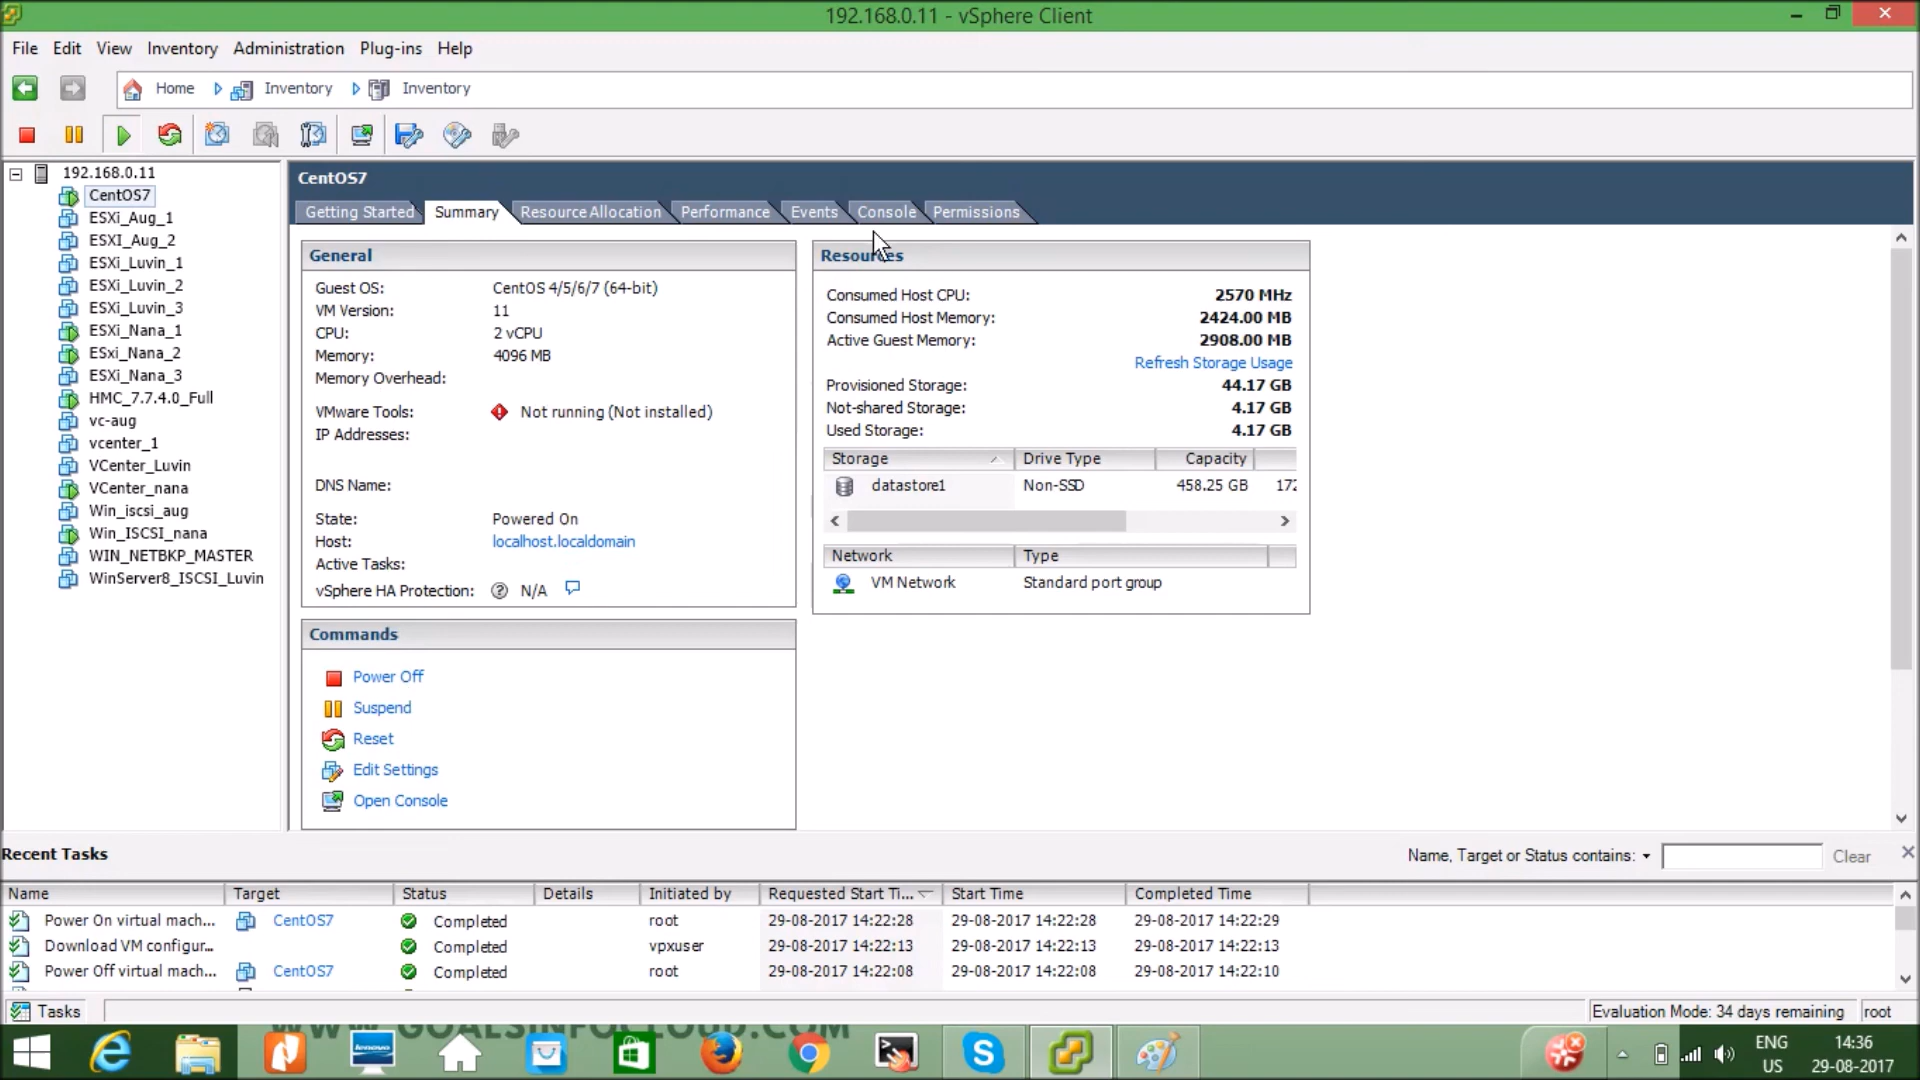 192.168.0.11 - vSphere Client
File Edit View Inventory Administration Plug-ins Help
Home Inventory Inventory
192.168.0.11
CentOS7
ESXi_Aug_1
ESXI_Aug_2
ESXi_Luvin_1
ESXi_Luvin_2
ESXi_Luvin_3
ESXi_Nana_1
ESxi_Nana_2
ESXi_Nana_3
HMC_7.7.4.0_Full
vc-aug
vcenter_1
VCenter_Luvin
VCenter_nana
Win_iscsi_aug
Win_ISCSI_nana
WIN_NETBKP_MASTER
WinServer8_ISCSI_Luvin
CentOS7
Getting Started Summary Resource Allocation Performance Events Console Permissions
General
Guest OS: CentOS 4/5/6/7 (64-bit)
VM Version: 11
CPU: 2 vCPU
Memory: 4096 MB
Memory Overhead:
VMware Tools: Not running (Not installed)
IP Addresses:
DNS Name:
State: Powered On
Host: localhost.localdomain
Active Tasks:
vSphere HA Protection: N/A
Commands
Power Off
Suspend
Reset
Edit Settings
Open Console
Resources
Consumed Host CPU: 2570 MHz
Consumed Host Memory: 2424.00 MB
Active Guest Memory: 2908.00 MB
Refresh Storage Usage
Provisioned Storage: 44.17 GB
Not-shared Storage: 4.17 GB
Used Storage: 4.17 GB
Storage Drive Type Capacity
datastore1 Non-SSD 458.25 GB 172
Network Type
VM Network Standard port group
Recent Tasks
Name, Target or Status contains: Clear
Name Target Status Details Initiated by Requested Start Ti... Start Time Completed Time
Power On virtual mach... CentOS7 Completed root 29-08-2017 14:22:28 29-08-2017 14:22:28 29-08-2017 14:22:29
Download VM configur... Completed vpxuser 29-08-2017 14:22:13 29-08-2017 14:22:13 29-08-2017 14:22:13
Power Off virtual mach... CentOS7 Completed root 29-08-2017 14:22:08 29-08-2017 14:22:08 29-08-2017 14:22:10
Tasks
Evaluation Mode: 34 days remaining root
WWW.GOALSINFOCLOUD.COM
lenovo
ENG
US
14:36
29-08-2017